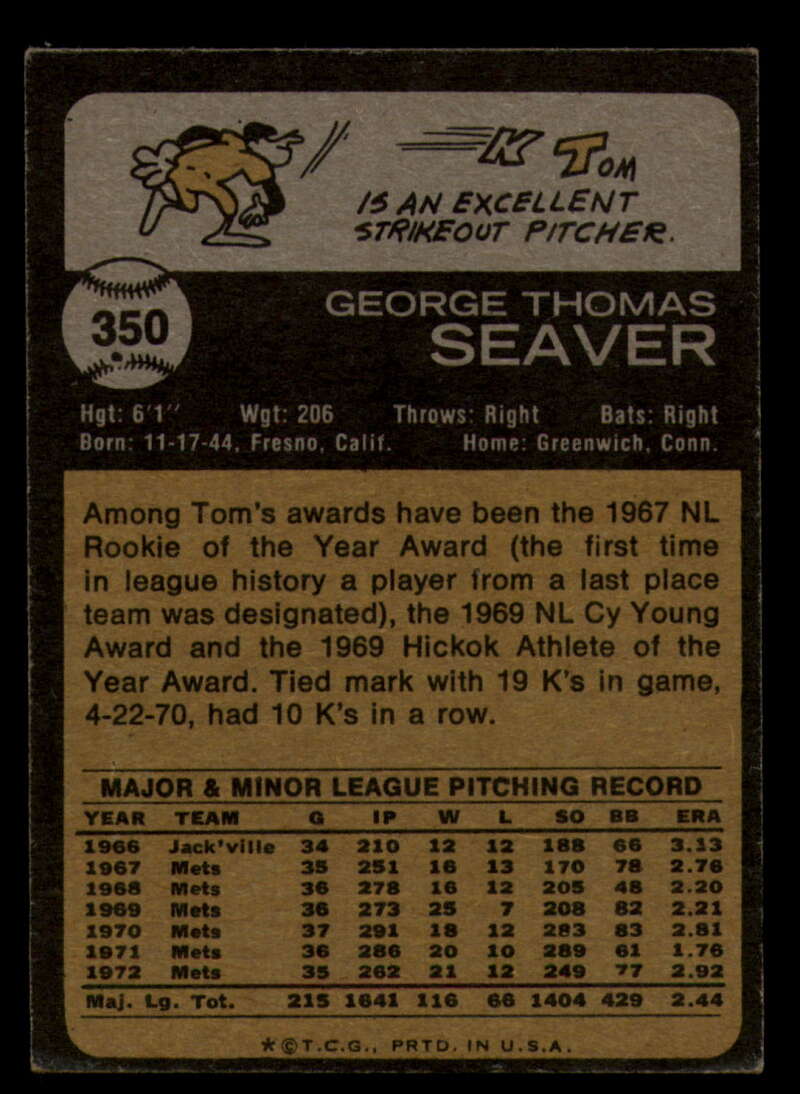 K TOM
IS AN EXCELLENT
STRIKEOUT PITCHER.
350
GEORGE THOMAS
SEAVER
Hgt: 6'1" Wgt: 206 Throws: Right Bats: Right
Born: 11-17-44, Fresno, Calif. Home: Greenwich, Conn.
Among Tom's awards have been the 1967 NL
Rookie of the Year Award (the first time
in league history a player from a last place
team was designated), the 1969 NL Cy Young
Award and the 1969 Hickok Athlete of the
Year Award. Tied mark with 19 K's in game,
4-22-70, had 10 K's in a row.
MAJOR & MINOR LEAGUE PITCHING RECORD
YEAR TEAM G IP W L SO BB ERA
1966 Jack'ville 34 210 12 12 188 66 3.13
1967 Mets 35 251 16 13 170 78 2.76
1968 Mets 36 278 16 12 205 48 2.20
1969 Mets 36 273 25 7 208 82 2.21
1970 Mets 37 291 18 12 283 83 2.81
1971 Mets 36 286 20 10 289 61 1.76
1972 Mets 35 262 21 12 249 77 2.92
Maj. Lg. Tot. 215 1641 116 66 1404 429 2.44
*©T.C.G., PRTD. IN U.S.A.